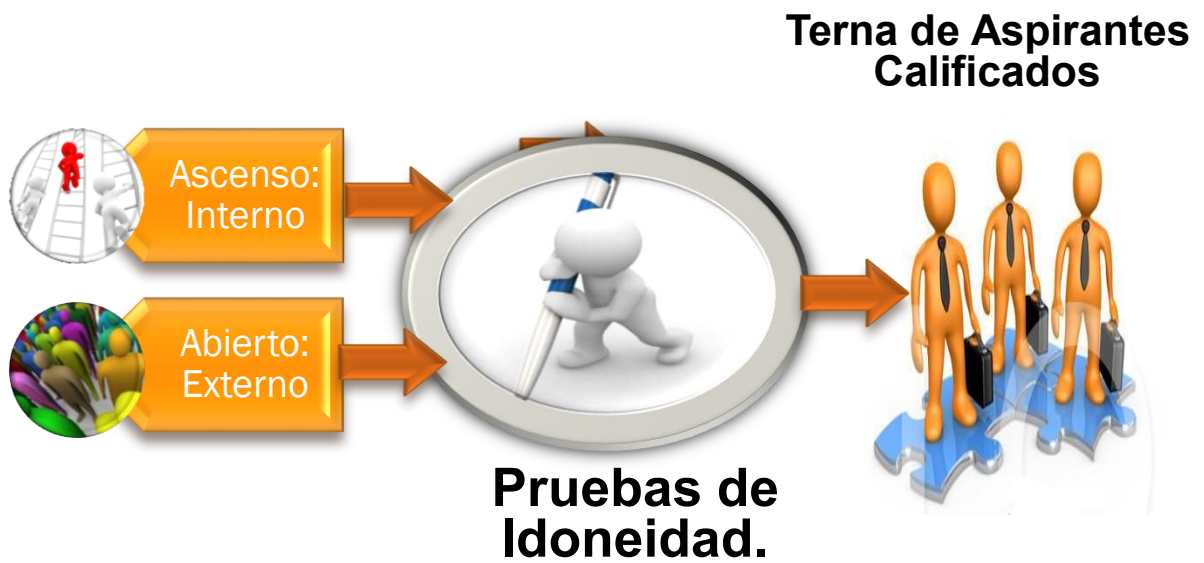 Terna de Aspirantes
Calificados
Ascenso:
Interno
Abierto:
Externo
Pruebas de
Idoneidad.